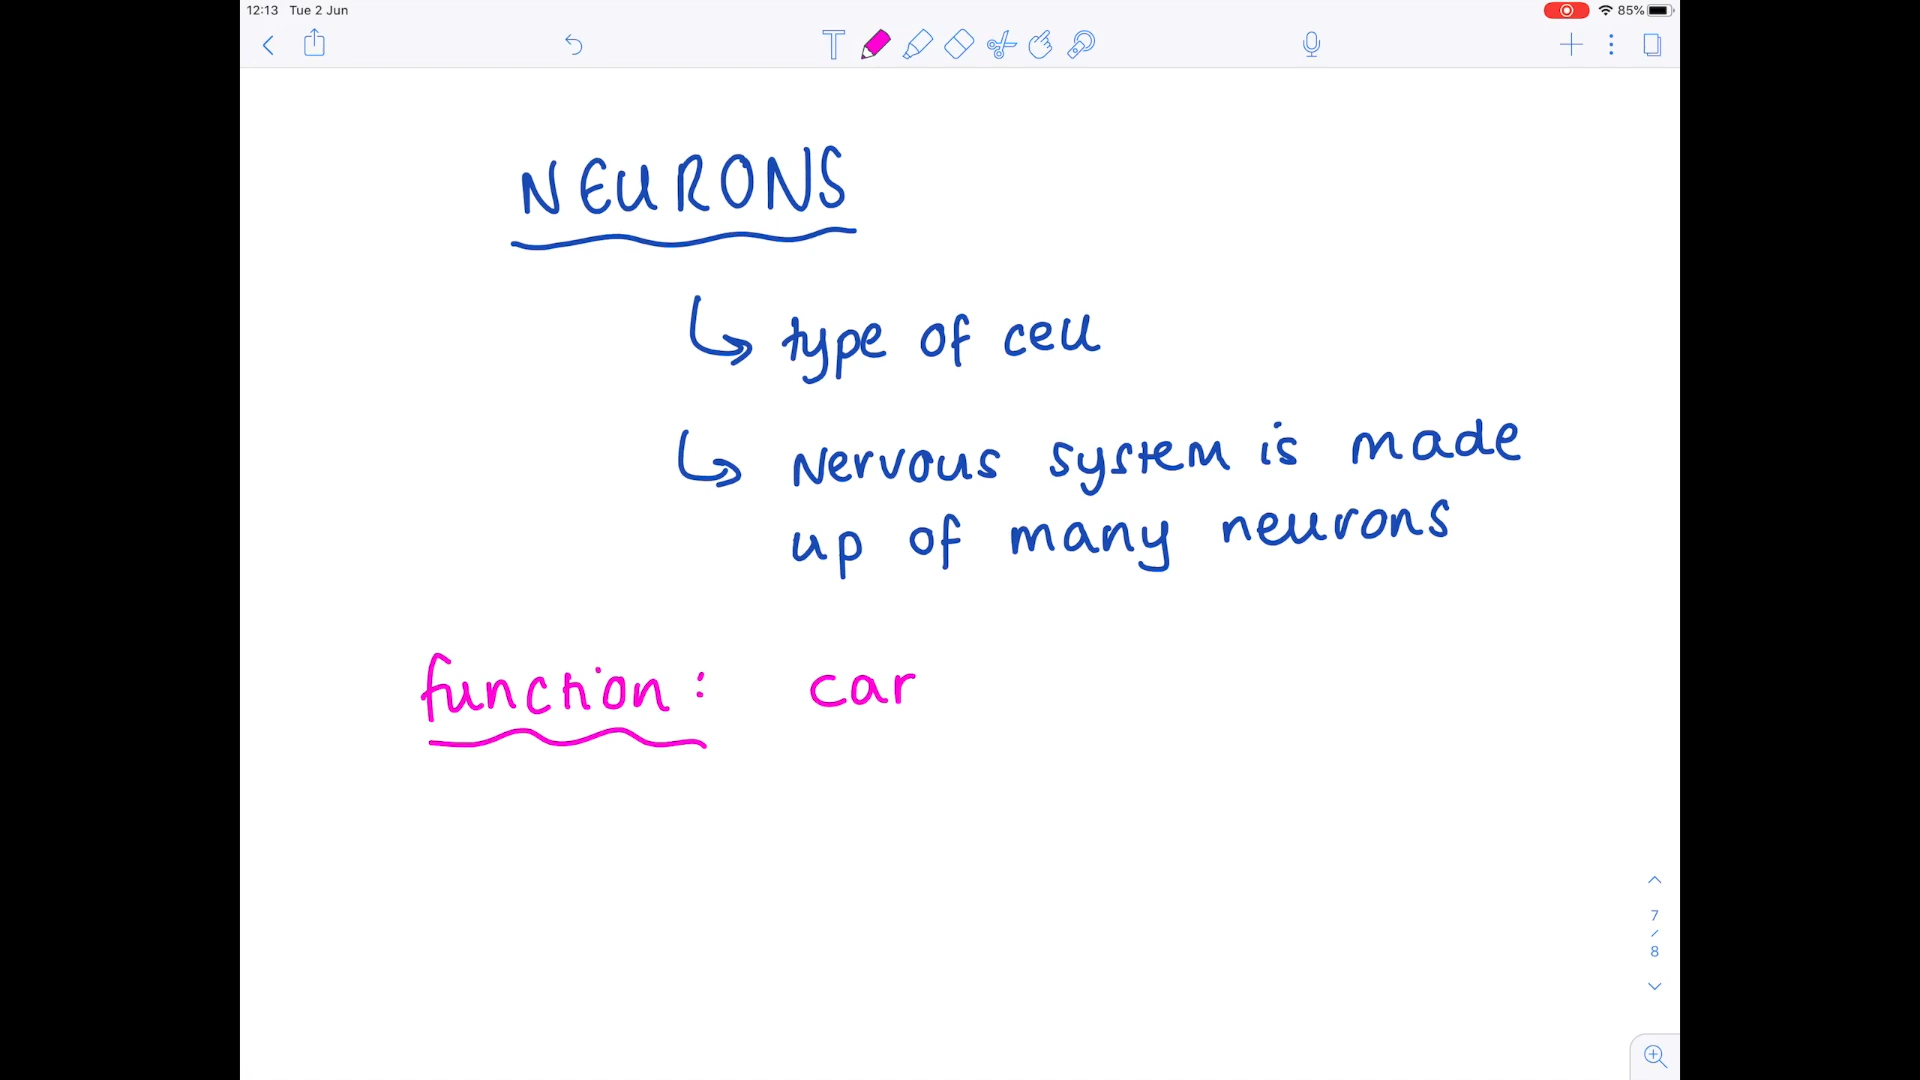 12:13 Tue 2 Jun
85%
T
NEURONS
type of cell
Nervous system is made
up of many neurons
function: car
7
/
8